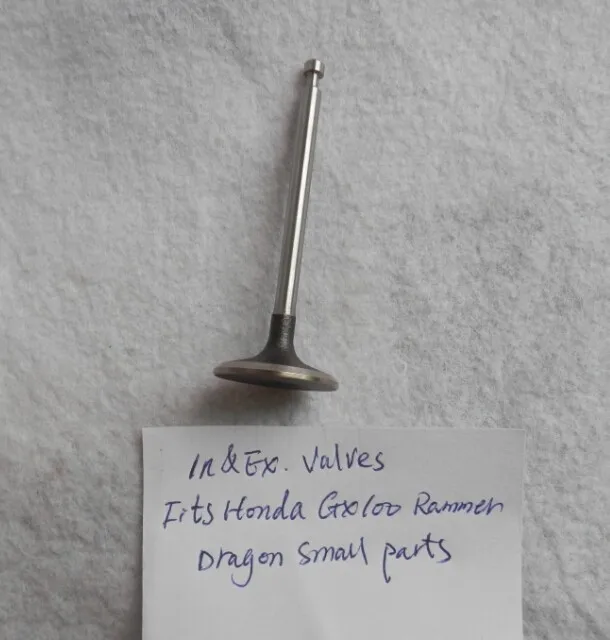 In & Ex. Valves
Fits Honda Gx100 Rammer
Dragon Small parts